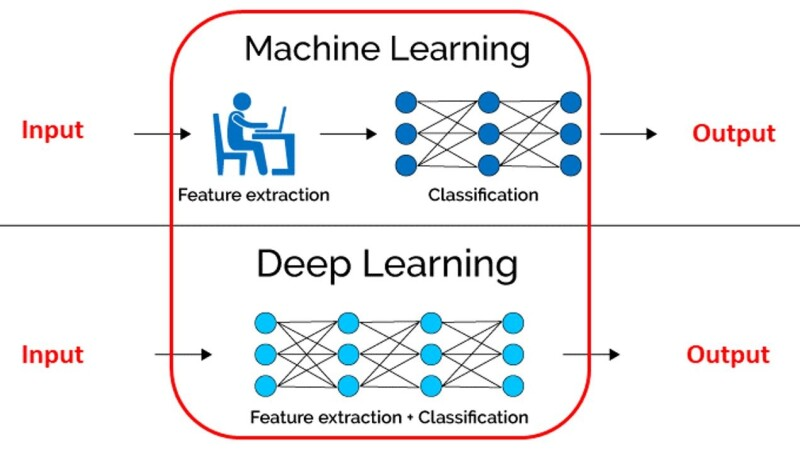 Machine Learning
Input
Output
Feature extraction
Classification
Deep Learning
Input
Output
Feature extraction + Classification